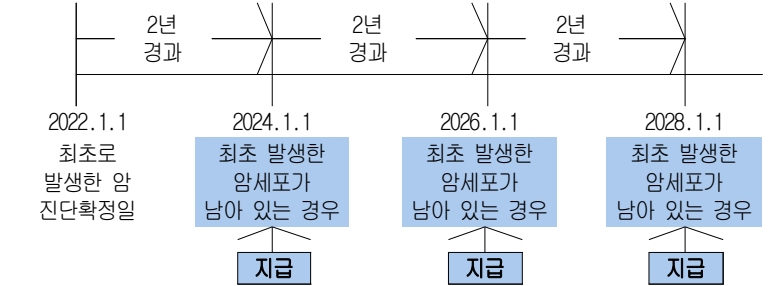 2년
경과
2년
경과
2년
경과
2022.1.1
최초로
발생한 암
진단확정일
2024.1.1
최초 발생한
암세포가
남아 있는 경우
지급
2026.1.1
최초 발생한
암세포가
남아 있는 경우
지급
2028.1.1
최초 발생한
암세포가
남아 있는 경우
지급